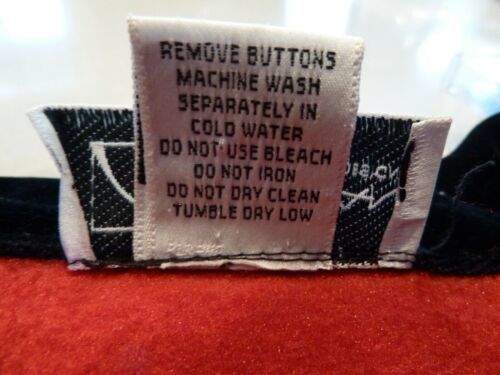 REMOVE BUTTONS
MACHINE WASH
SEPARATELY IN
COLD WATER
DO NOT USE BLEACH
DO NOT IRON
DO NOT DRY CLEAN
TUMBLE DRY LOW